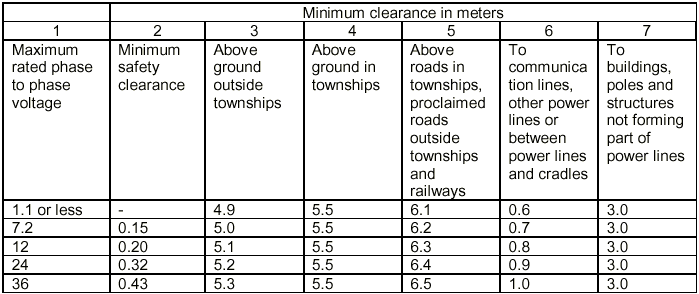 Minimum clearance in meters
1 2 3 4 5 6 7
Maximum rated phase to phase voltage
Minimum safety clearance
Above ground outside townships
Above ground in townships
Above roads in townships, proclaimed roads outside townships and railways
To communica tion lines, other power lines or between power lines and cradles
To buildings, poles and structures not forming part of power lines
1.1 or less - 4.9 5.5 6.1 0.6 3.0
7.2 0.15 5.0 5.5 6.2 0.7 3.0
12 0.20 5.1 5.5 6.3 0.8 3.0
24 0.32 5.2 5.5 6.4 0.9 3.0
36 0.43 5.3 5.5 6.5 1.0 3.0